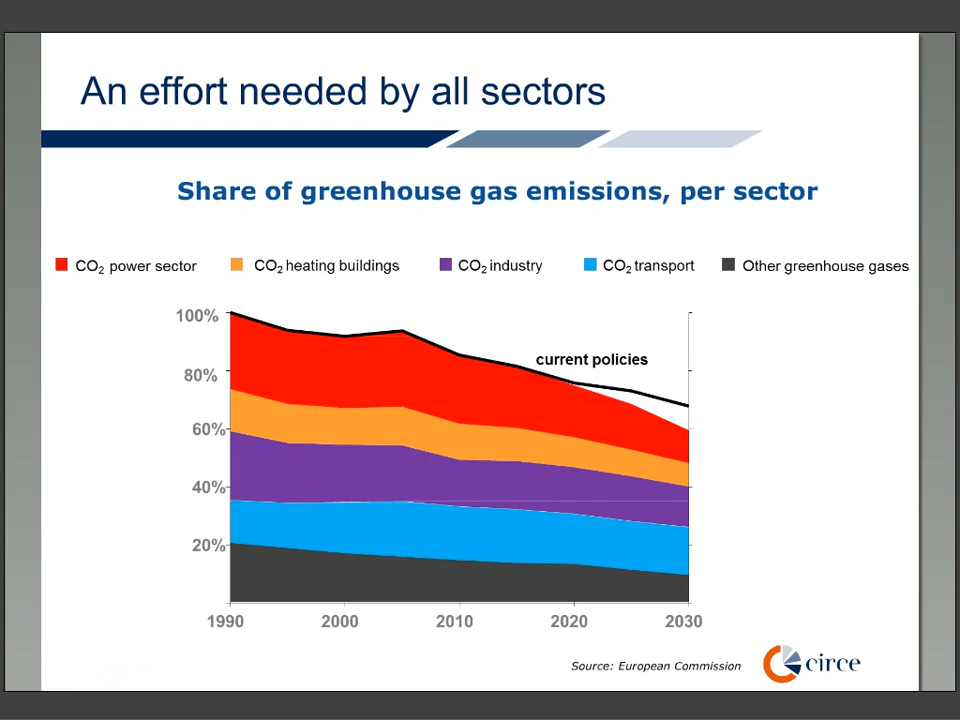 An effort needed by all sectors
Share of greenhouse gas emissions, per sector
CO2 power sector CO2 heating buildings CO2 industry CO2 transport Other greenhouse gases
100%
current policies
80%
60%
40%
20%
1990 2000 2010 2020 2030
Source: European Commission
circe